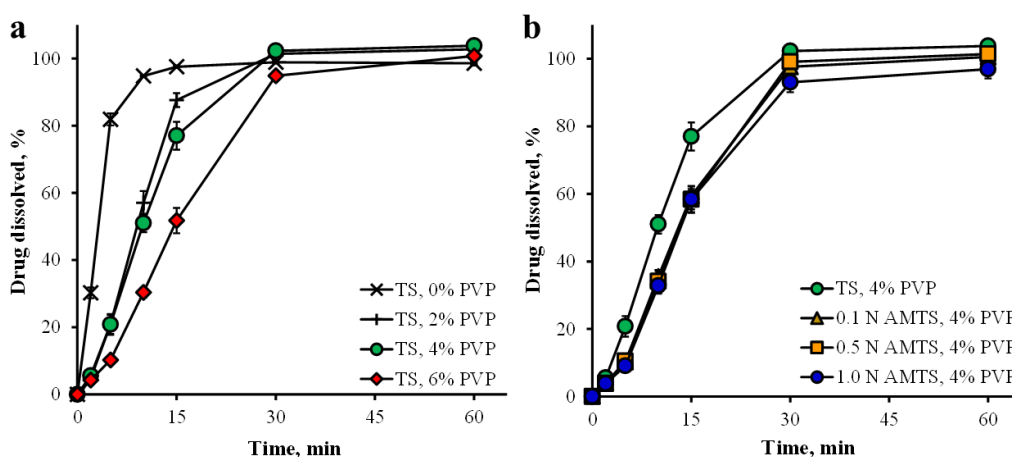 a
100
80
60
40
20
0
Drug dissolved, %
0 15 30 45 60
Time, min
TS, 0% PVP
TS, 2% PVP
TS, 4% PVP
TS, 6% PVP
b
100
80
60
40
20
0
Drug dissolved, %
0 15 30 45 60
Time, min
TS, 4% PVP
0.1 N AMTS, 4% PVP
0.5 N AMTS, 4% PVP
1.0 N AMTS, 4% PVP